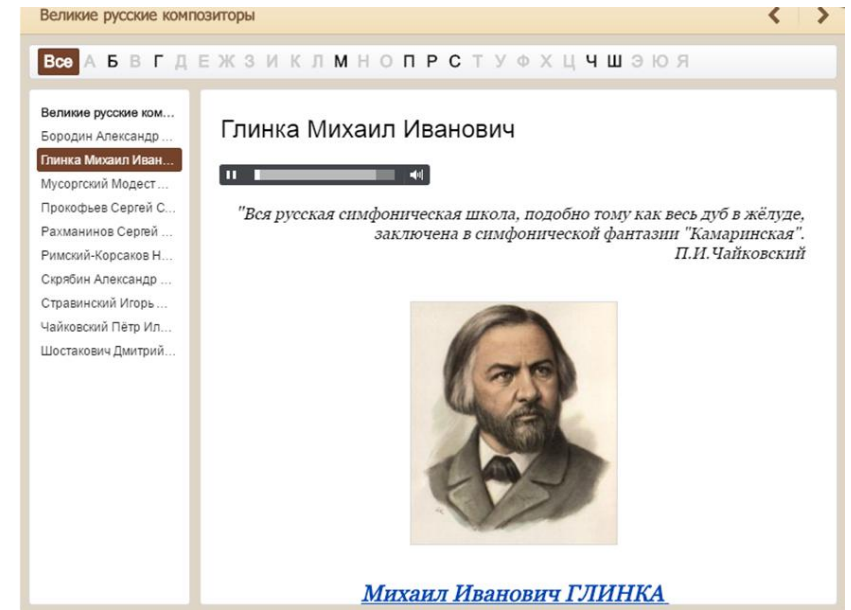 Великие русские композиторы
Все А Б В Г Д Е Ж З И К Л М Н О П Р С Т У Ф Х Ц Ч Ш Э Ю Я
Великие русские ком...
Бородин Александр ...
Глинка Михаил Иван...
Мусоргский Модест ...
Прокофьев Сергей С...
Рахманинов Сергей ...
Римский-Корсаков Н...
Скрябин Александр ...
Стравинский Игорь ...
Чайковский Пётр Ил...
Шостакович Дмитрий...
Глинка Михаил Иванович
"Вся русская симфоническая школа, подобно тому как весь дуб в жёлуде,
заключена в симфонической фантазии "Камаринская".
П.И.Чайковский
Михаил Иванович ГЛИНКА